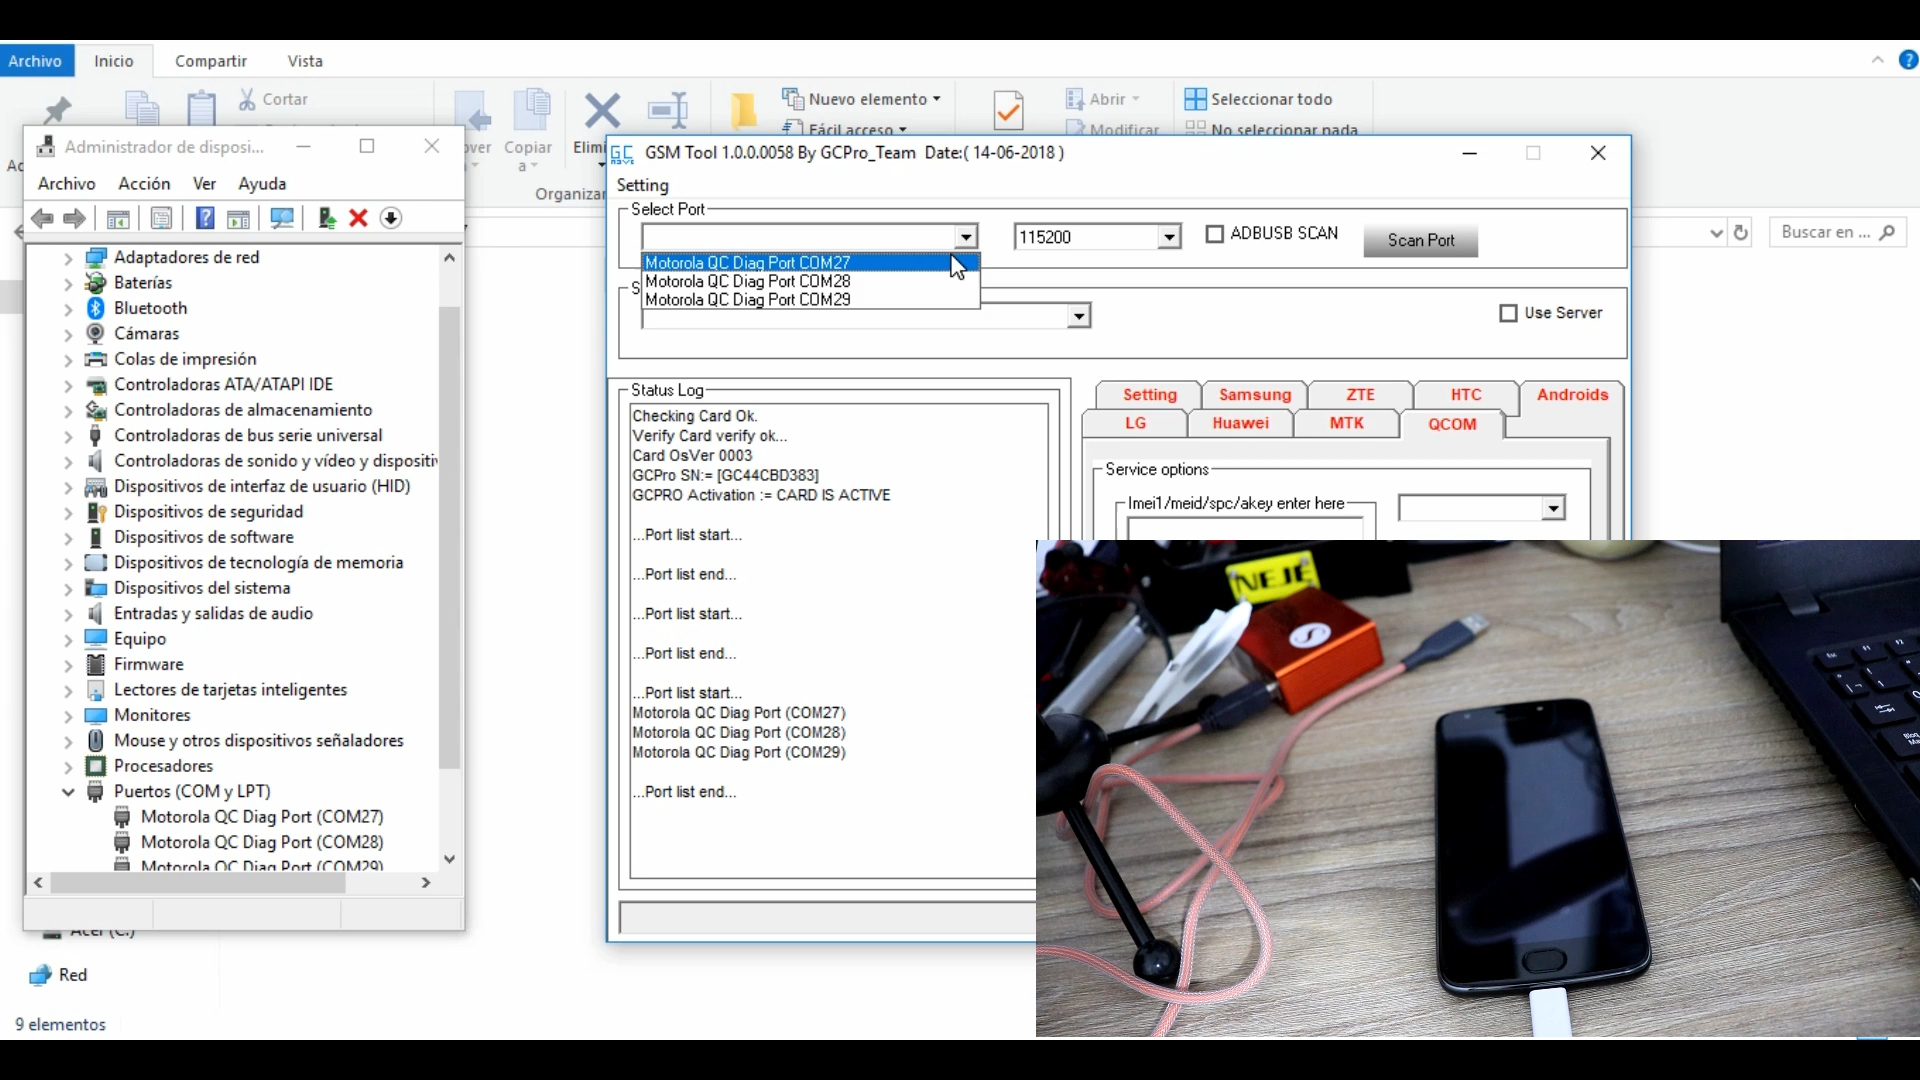 Archivo
Inicio
Compartir
Vista
Cortar
Copiar
a
Elimi
Organizar
Nuevo elemento
Fácil acceso
Abrir
Modificar
Seleccionar todo
No seleccionar nada
Buscar en ...
Administrador de disposi...
Archivo
Acción
Ver
Ayuda
Adaptadores de red
Baterías
Bluetooth
Cámaras
Colas de impresión
Controladoras ATA/ATAPI IDE
Controladoras de almacenamiento
Controladoras de bus serie universal
Controladoras de sonido y vídeo y dispositiv
Dispositivos de interfaz de usuario (HID)
Dispositivos de seguridad
Dispositivos de software
Dispositivos de tecnología de memoria
Dispositivos del sistema
Entradas y salidas de audio
Equipo
Firmware
Lectores de tarjetas inteligentes
Monitores
Mouse y otros dispositivos señaladores
Procesadores
Puertos (COM y LPT)
Motorola QC Diag Port (COM27)
Motorola QC Diag Port (COM28)
Motorola QC Diag Port (COM29)
Acer (C:)
Red
9 elementos
GSM Tool 1.0.0.0058 By GCPro_Team Date:( 14-06-2018 )
Setting
Select Port
115200
ADBUSB SCAN
Scan Port
Motorola QC Diag Port COM27
Motorola QC Diag Port COM28
Motorola QC Diag Port COM29
Use Server
Status Log
Checking Card Ok.
Verify Card verify ok...
Card OsVer 0003
GCPro SN:= [GC44CBD383]
GCPRO Activation := CARD IS ACTIVE
...Port list start...
...Port list end...
...Port list start...
...Port list end...
...Port list start...
Motorola QC Diag Port (COM27)
Motorola QC Diag Port (COM28)
Motorola QC Diag Port (COM29)
...Port list end...
Setting
Samsung
ZTE
HTC
Androids
LG
Huawei
MTK
QCOM
Service options
Imei1/meid/spc/akey enter here
NEJE